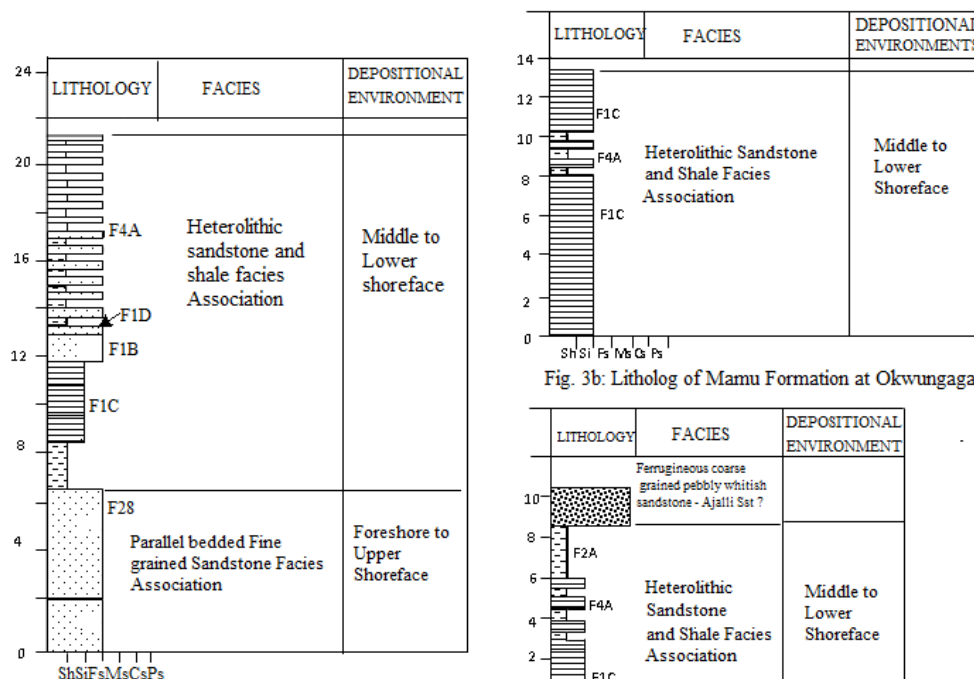 LITHOLOGY
FACIES
DEPOSITIONAL
ENVIRONMENT
24
20
16
12
8
4
0
F4A
F1D
F1B
F1C
F28
Heterolithic
sandstone and
shale facies
Association
Middle to
Lower
shoreface
Parallel bedded Fine
grained Sandstone Facies
Association
Foreshore to
Upper
Shoreface
ShSiFsMsCsPs
LITHOLOGY
FACIES
DEPOSITIONAL
ENVIRONMENTS
14
12
10
8
6
4
2
0
F1C
F4A
F1C
Heterolithic Sandstone
and Shale Facies
Association
Middle to
Lower
Shoreface
Sh Si Fs Ms Cs Ps
Fig. 3b: Litholog of Mamu Formation at Okwungaga
LITHOLOGY
FACIES
DEPOSITIONAL
ENVIRONMENT
10
8
6
4
2
Ferrugineous coarse
grained pebbly whitish
sandstone - Ajalli Sst ?
F2A
F4A
F1C
Heterolithic
Sandstone
and Shale Facies
Association
Middle to
Lower
Shoreface